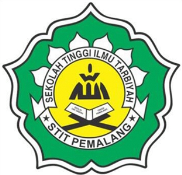 SEKOLAH TINGGI ILMU TARBIYAH
STIT PEMALANG